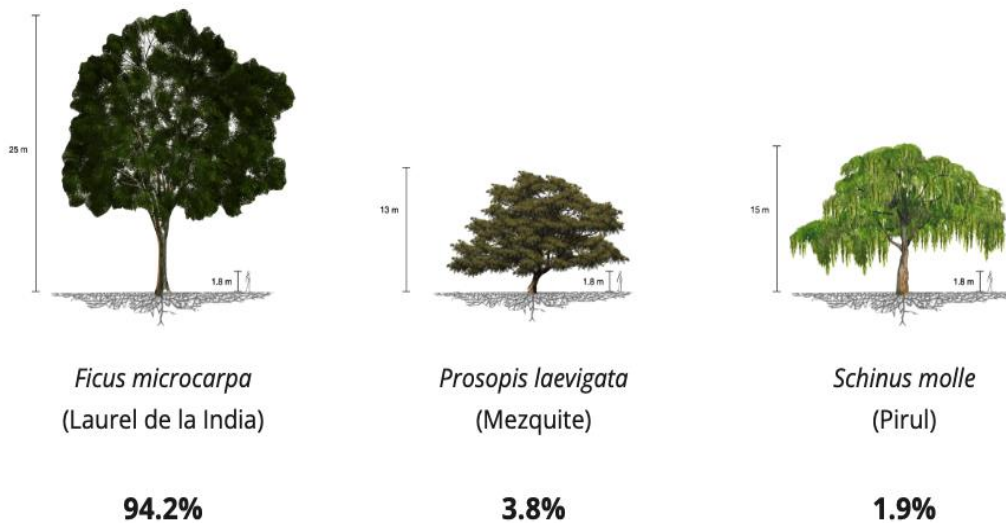 25 m
1.8 m
13 m
1.8 m
15 m
1.8 m
Ficus microcarpa
(Laurel de la India)
94.2%
Prosopis laevigata
(Mezquite)
3.8%
Schinus molle
(Pirul)
1.9%